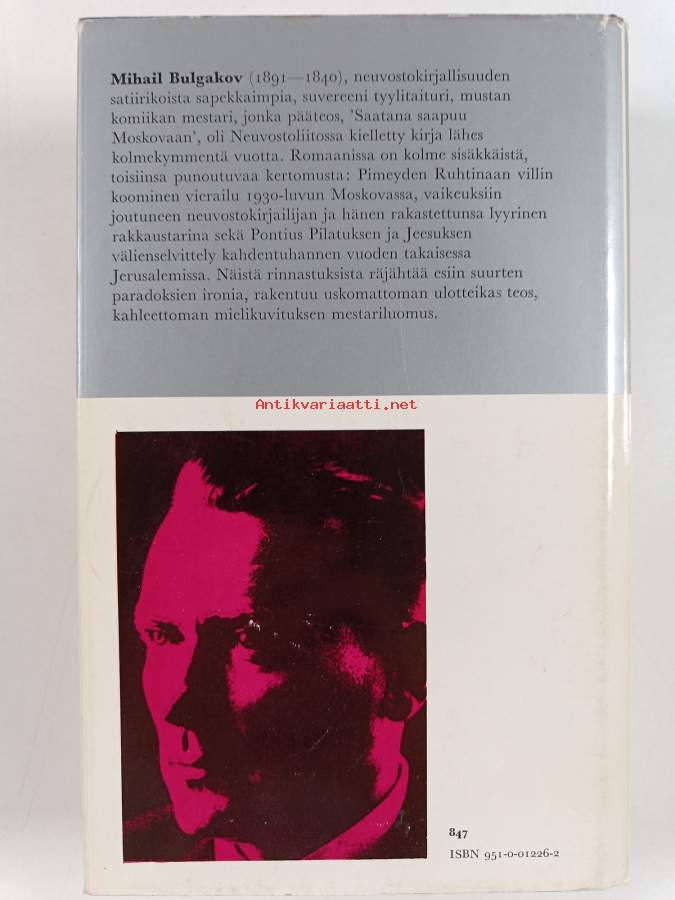 Mihail Bulgakov (1891—1840), neuvostokirjallisuuden
satiirikoista sapekkaimpia, suvereeni tyylitaituri, mustan
komiikan mestari, jonka pääteos, 'Saatana saapuu
Moskovaan', oli Neuvostoliitossa kielletty kirja lähes
kolmekymmentä vuotta. Romaanissa on kolme sisäkkäistä,
toisiinsa punoutuvaa kertomusta: Pimeyden Ruhtinaan villin
koominen vierailu 1930-luvun Moskovassa, vaikeuksiin
joutuneen neuvostokirjailijan ja hänen rakastettunsa lyyrinen
rakkaustarina sekä Pontius Pilatuksen ja Jeesuksen
välienselvittely kahdentuhannen vuoden takaisessa
Jerusalemissa. Näistä rinnastuksista räjähtää esiin suurten
paradoksien ironia, rakentuu uskomattoman ulotteikas teos,
kahleettoman mielikuvituksen mestariluomus.
Antikvariaatti.net
847
ISBN 951-0-01226-2